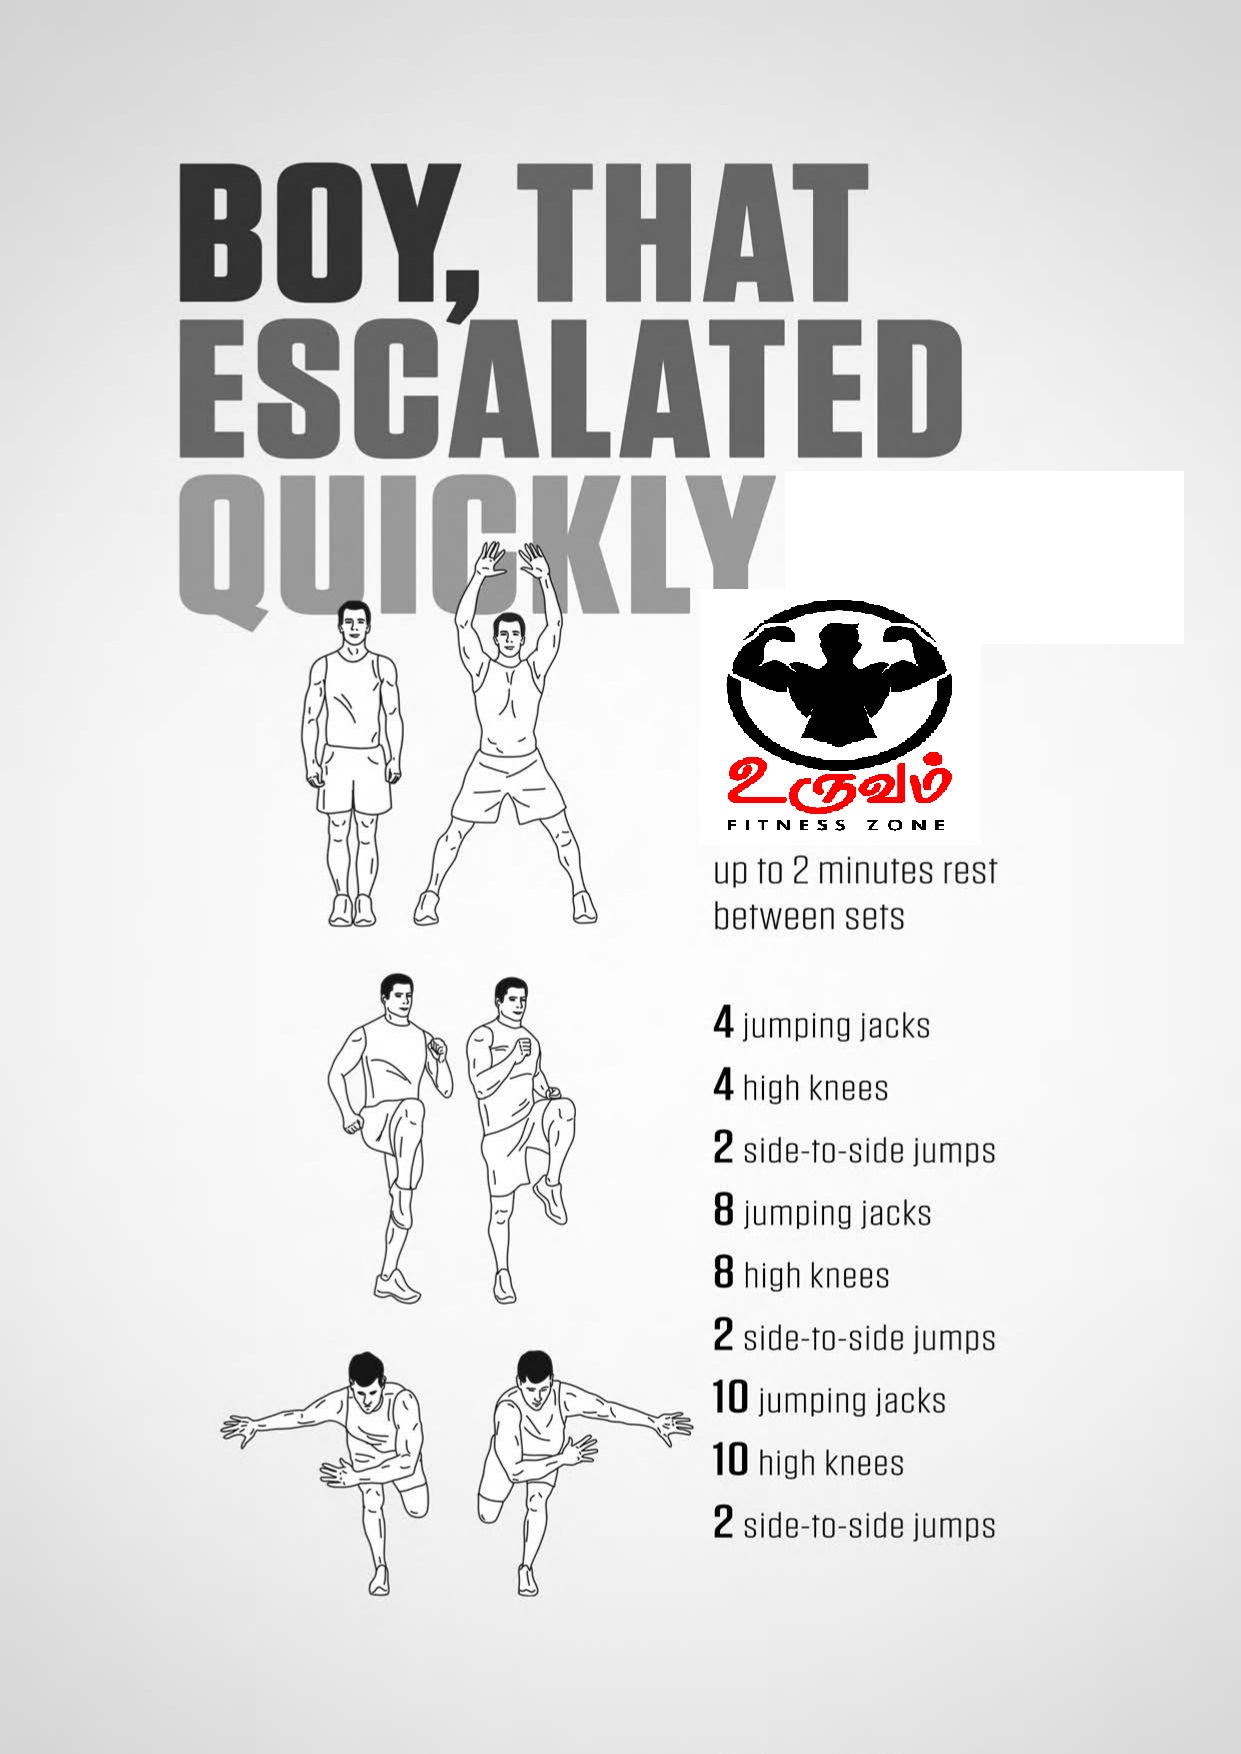 BOY, THAT
ESCALATED
QUICKLY
உருவம்
FITNESS ZONE
up to 2 minutes rest
between sets
4 jumping jacks
4 high knees
2 side-to-side jumps
8 jumping jacks
8 high knees
2 side-to-side jumps
10 jumping jacks
10 high knees
2 side-to-side jumps